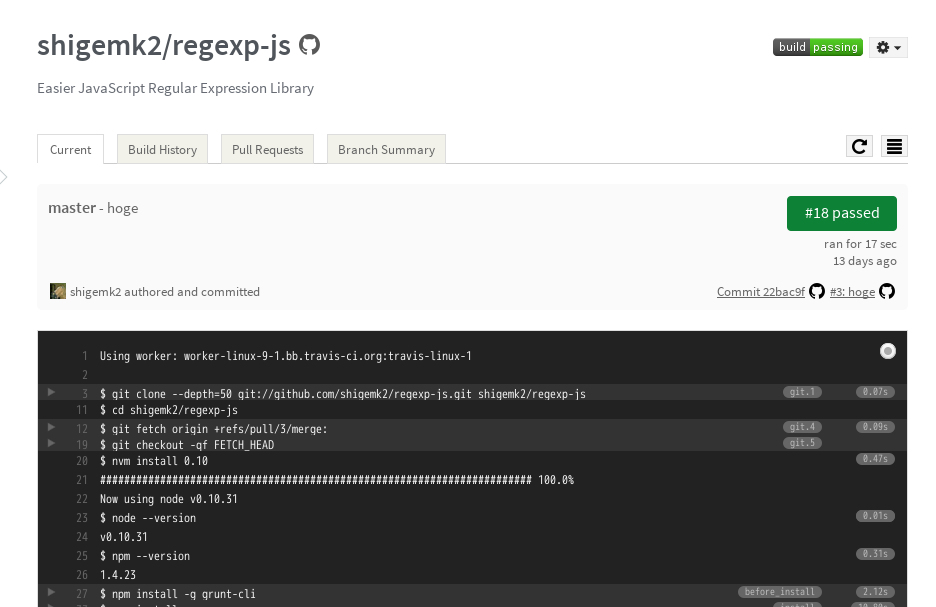 shigemk2/regexp-js
build passing
Easier JavaScript Regular Expression Library
Current Build History Pull Requests Branch Summary
master - hoge
#18 passed
ran for 17 sec
13 days ago
shigemk2 authored and committed
Commit 22bac9f #3: hoge
1 Using worker: worker-linux-9-1.bb.travis-ci.org:travis-linux-1
2
3 $ git clone --depth=50 git://github.com/shigemk2/regexp-js.git shigemk2/regexp-js git.1 0.07s
11 $ cd shigemk2/regexp-js
12 $ git fetch origin +refs/pull/3/merge: git.4 0.09s
19 $ git checkout -qf FETCH_HEAD git.5
20 $ nvm install 0.10 0.47s
21 ######################################################################## 100.0%
22 Now using node v0.10.31
23 $ node --version 0.01s
24 v0.10.31
25 $ npm --version 0.31s
26 1.4.23
27 $ npm install -g grunt-cli before_install 2.12s